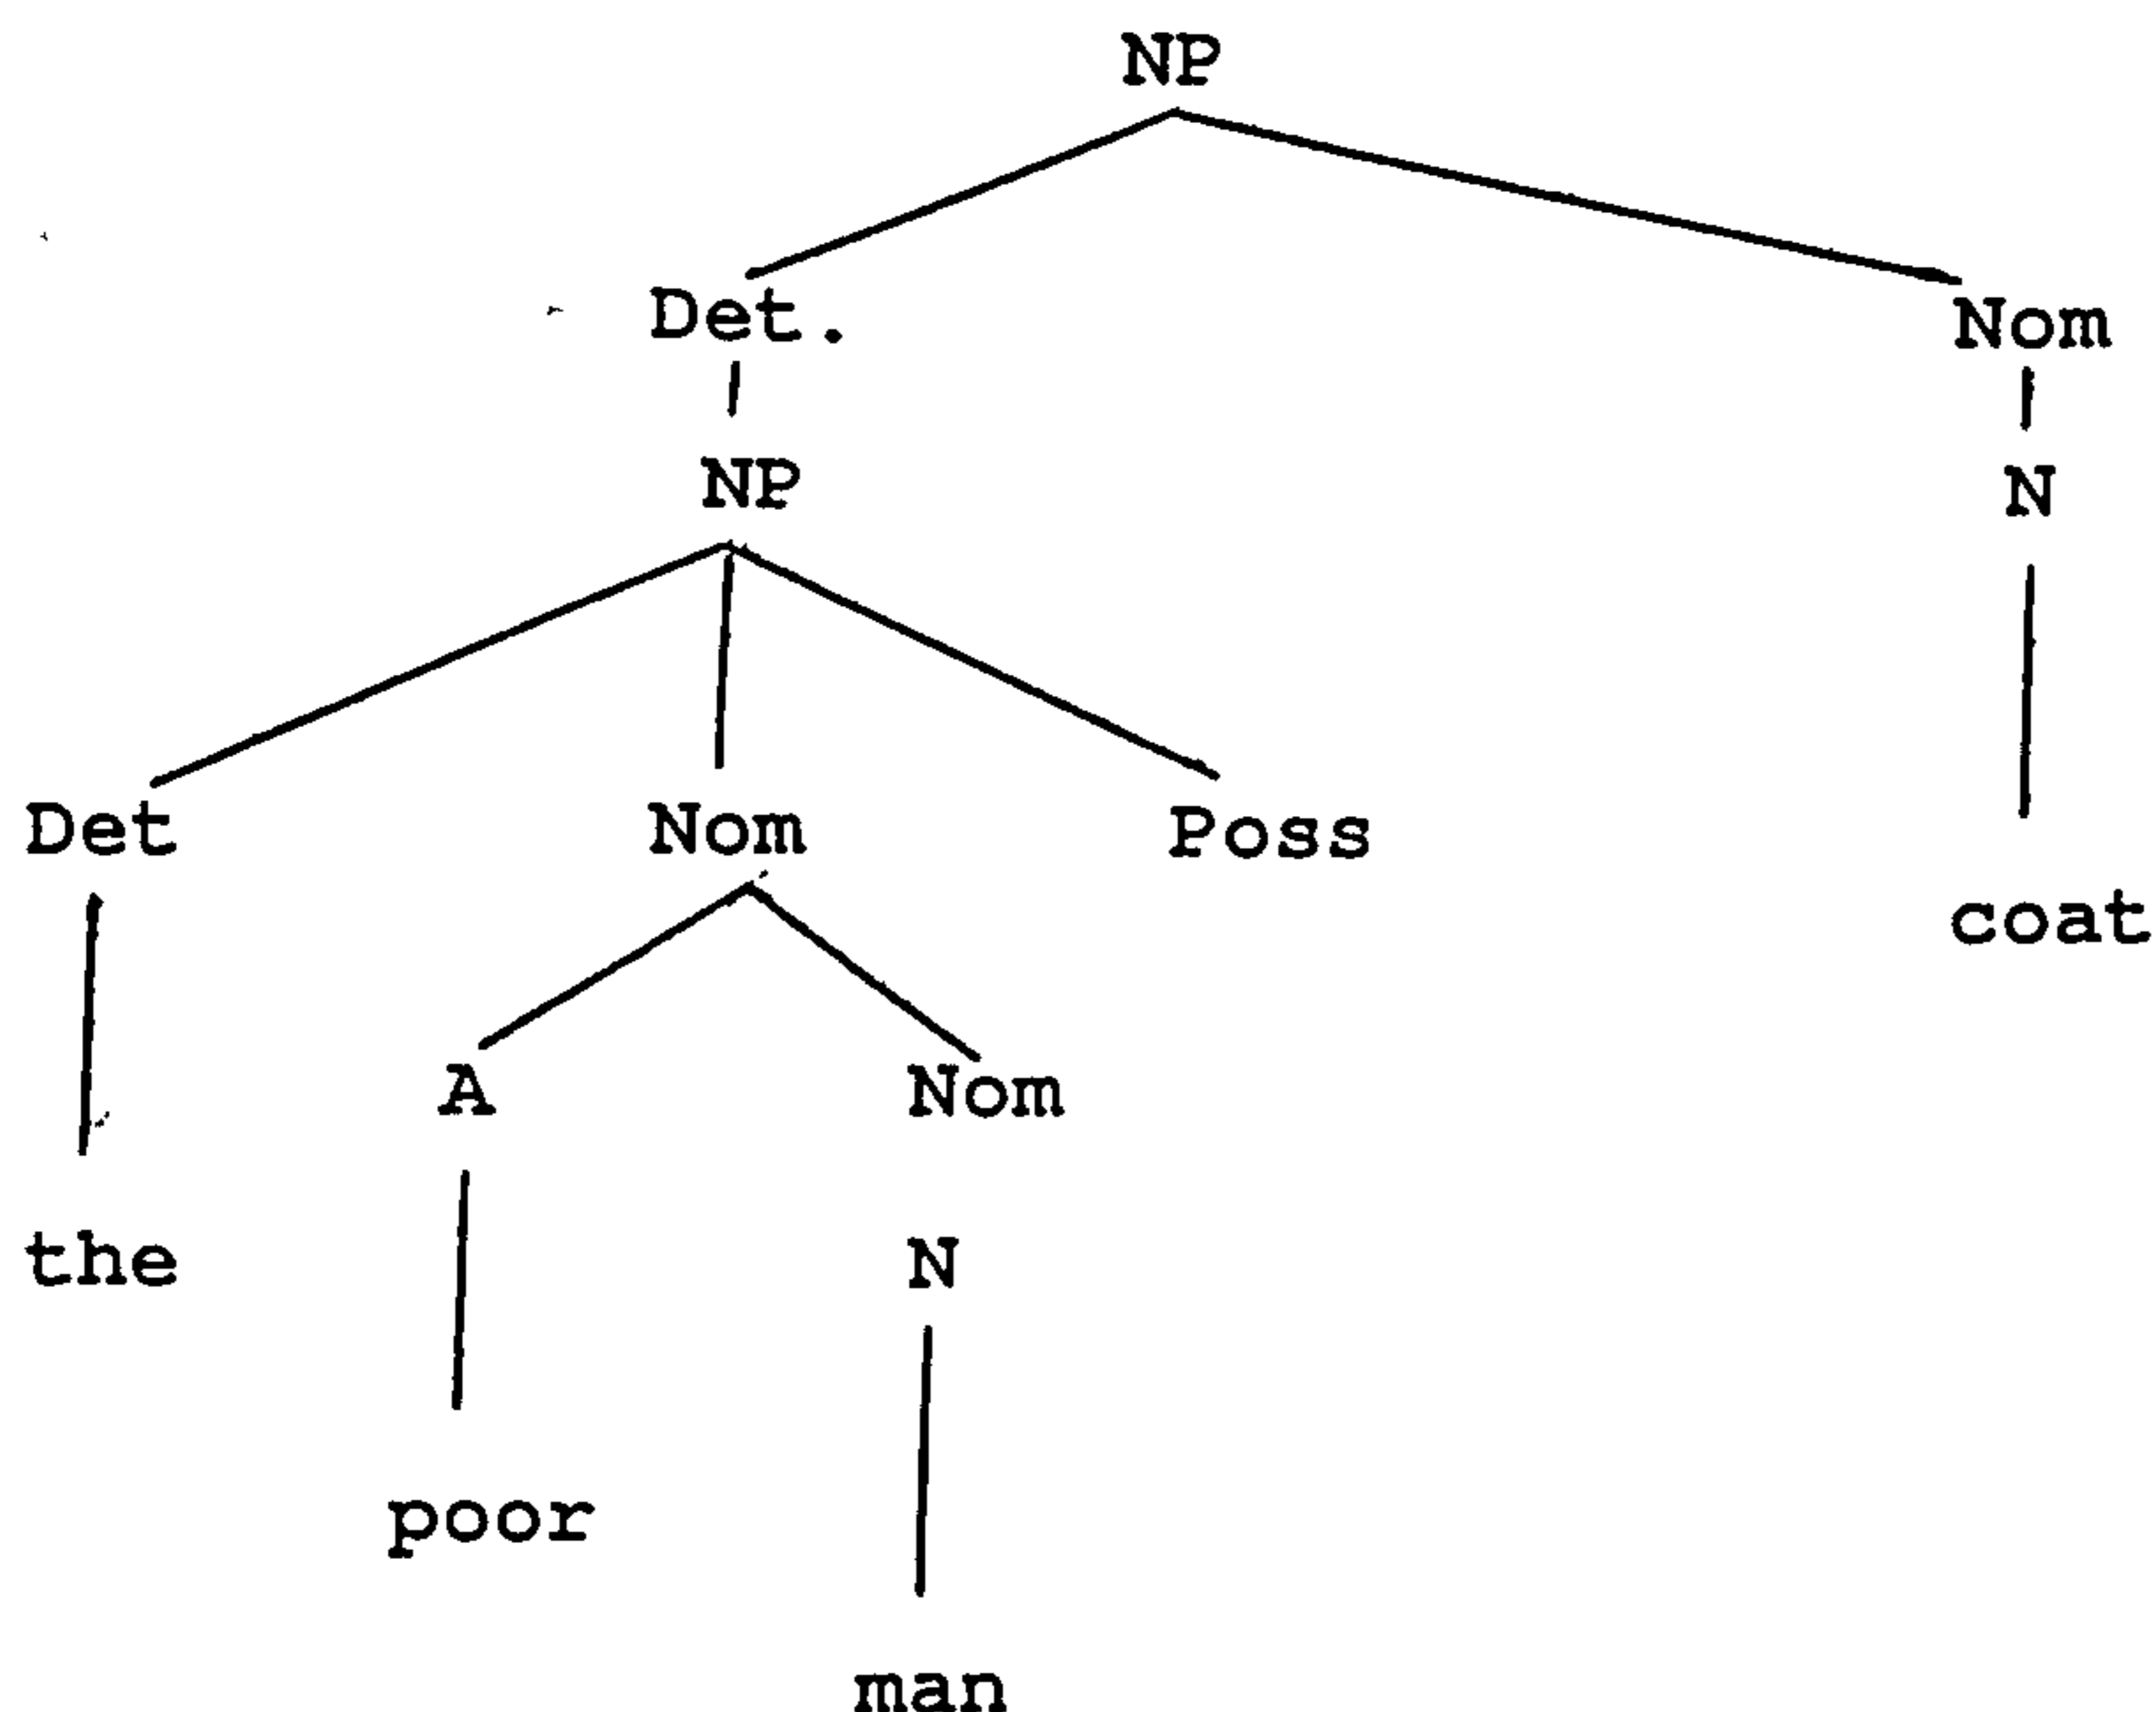 NP
Det. Nom
NP N
Det Nom Poss
coat
A Nom
the N
poor
man